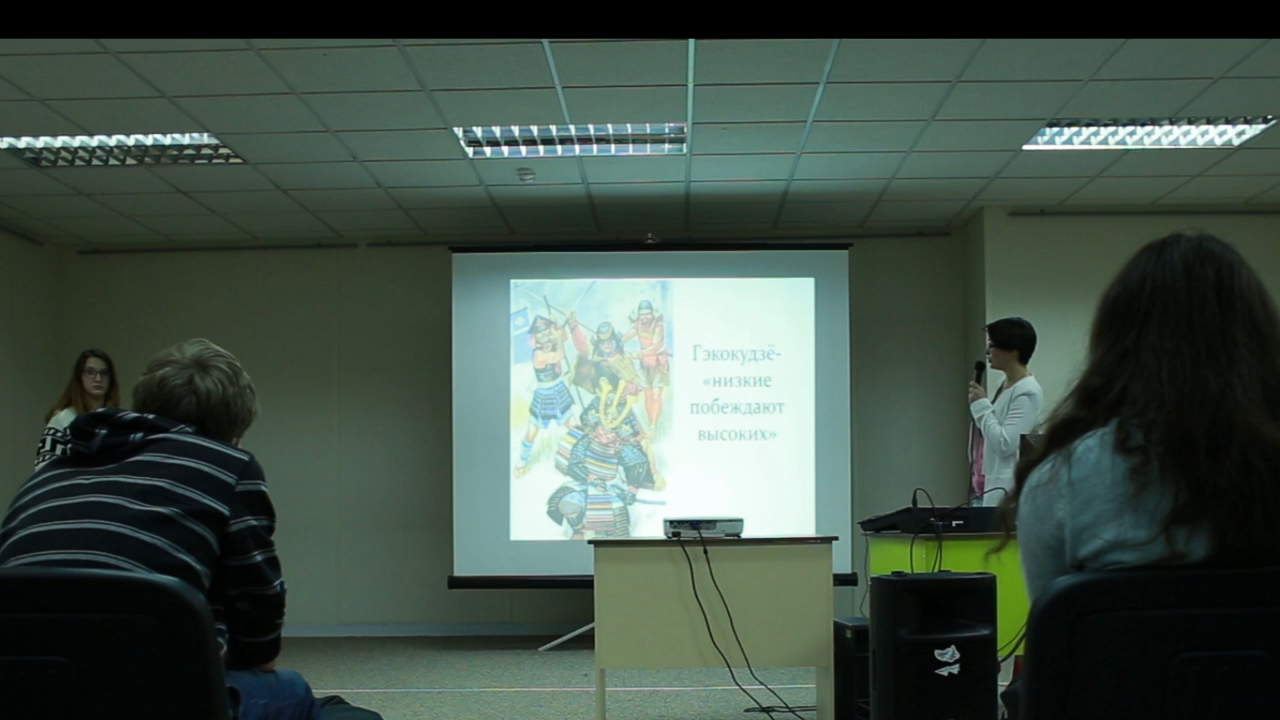 Гэкокудзё-
«низкие
побеждают
высоких»